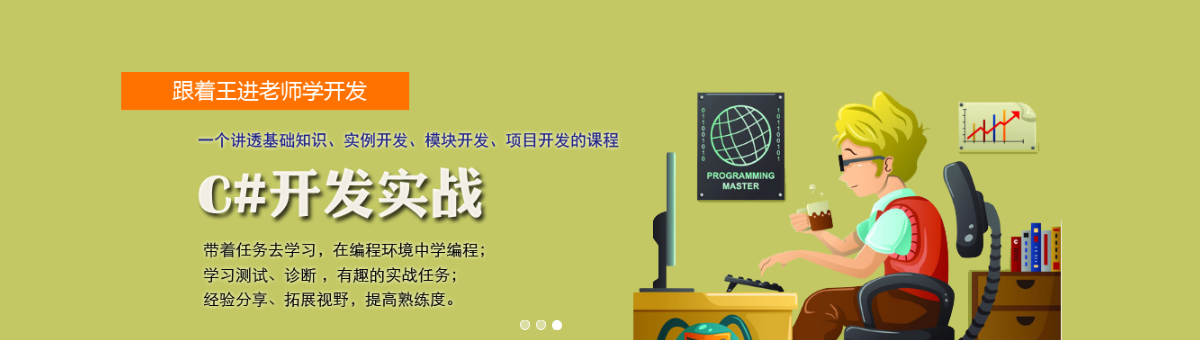 跟着王进老师学开发
一个讲透基础知识、实例开发、模块开发、项目开发的课程
C#开发实战
带着任务去学习，在编程环境中学编程；
学习测试、诊断 ，有趣的实战任务；
经验分享、拓展视野，提高熟练度。
011001010
101100101
PROGRAMMING
MASTER